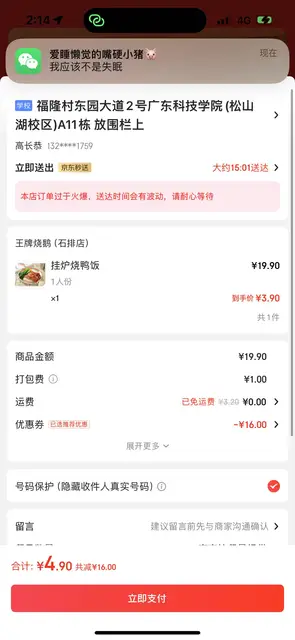 2:14
4G
爱睡懒觉的嘴硬小猪🐷
现在
我应该不是失眠
学校 福隆村东园大道2号广东科技学院(松山
湖校区)A11栋 放围栏上
高长恭 132****1759
立即送出 京东秒送 大约15:01送达
本店订单过于火爆，送达时间会有波动，请耐心等待
王牌烧鹅 (石排店)
挂炉烧鸭饭 ¥19.90
1人份
×1 到手价 ¥3.90
共1件
商品金额 ¥19.90
打包费 ¥1.00
运费 已免运费 ¥3.20 ¥0.00
优惠券 已选推荐优惠 -¥16.00
展开更多
号码保护 (隐藏收件人真实号码)
留言 建议留言前先与商家沟通确认
合计: ¥4.90 共减¥16.00
立即支付